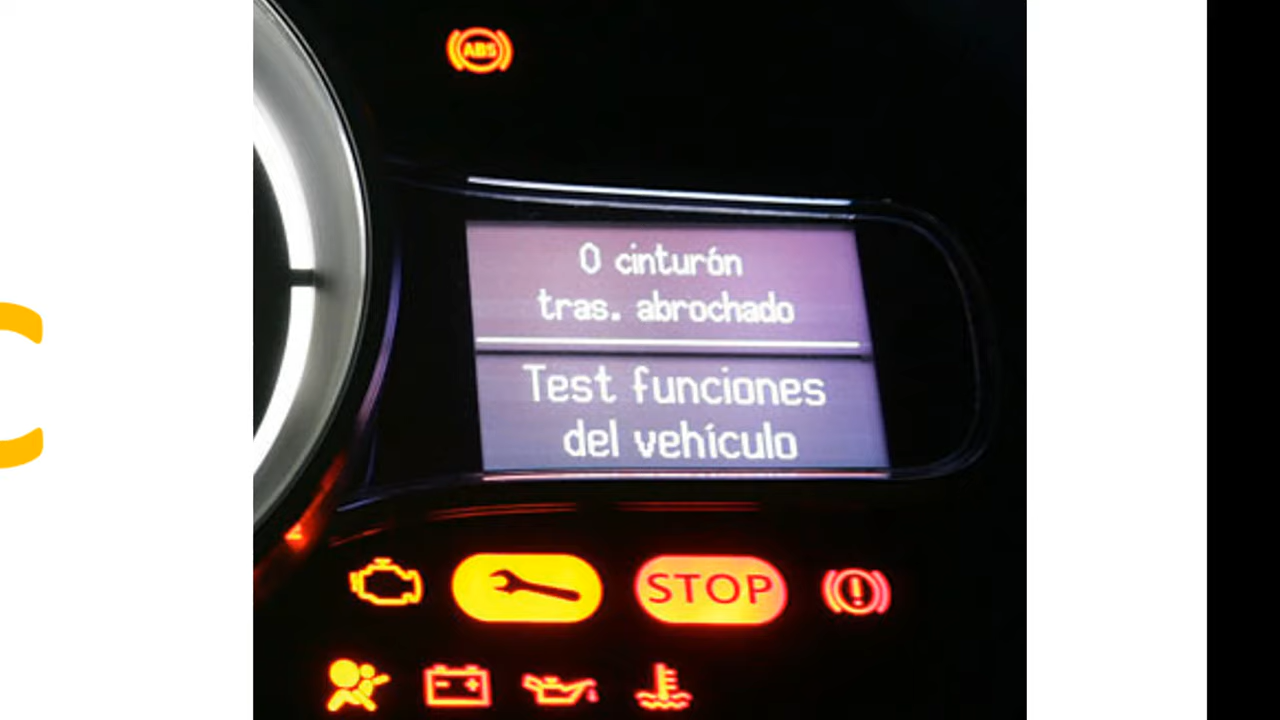 ABS
0 cinturón
tras. abrochado
Test funciones
del vehículo
STOP